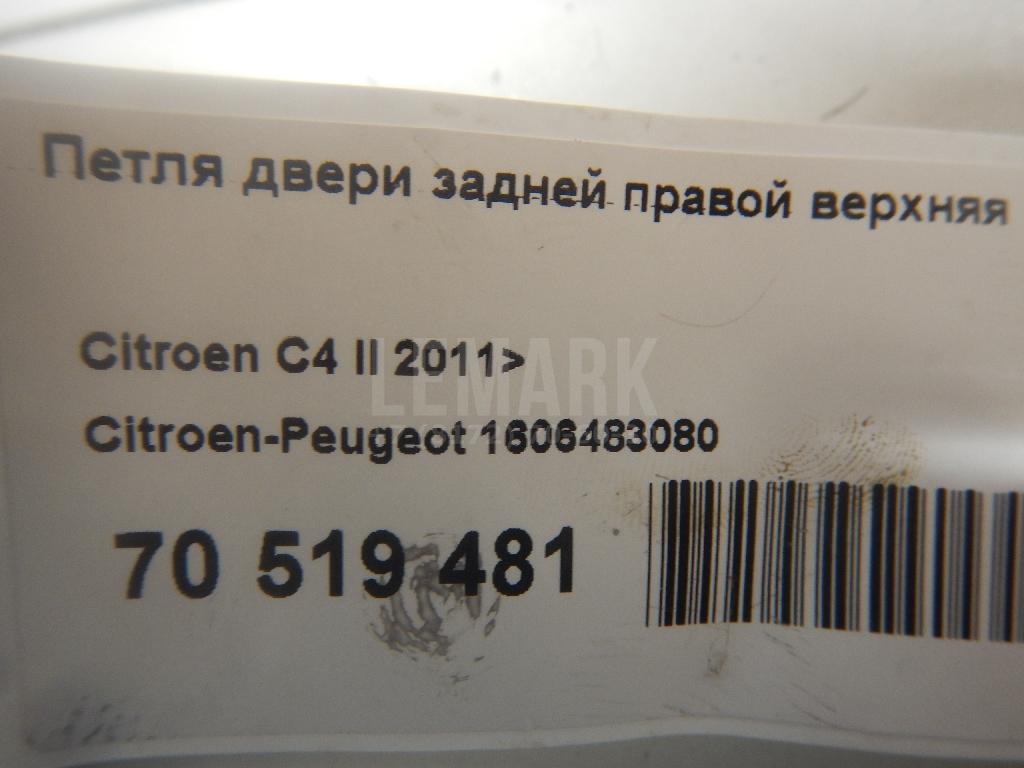 Петля двери задней правой верхняя
Citroen C4 II 2011>
LEMARK
Citroen-Peugeot 1606483080
70 519 481